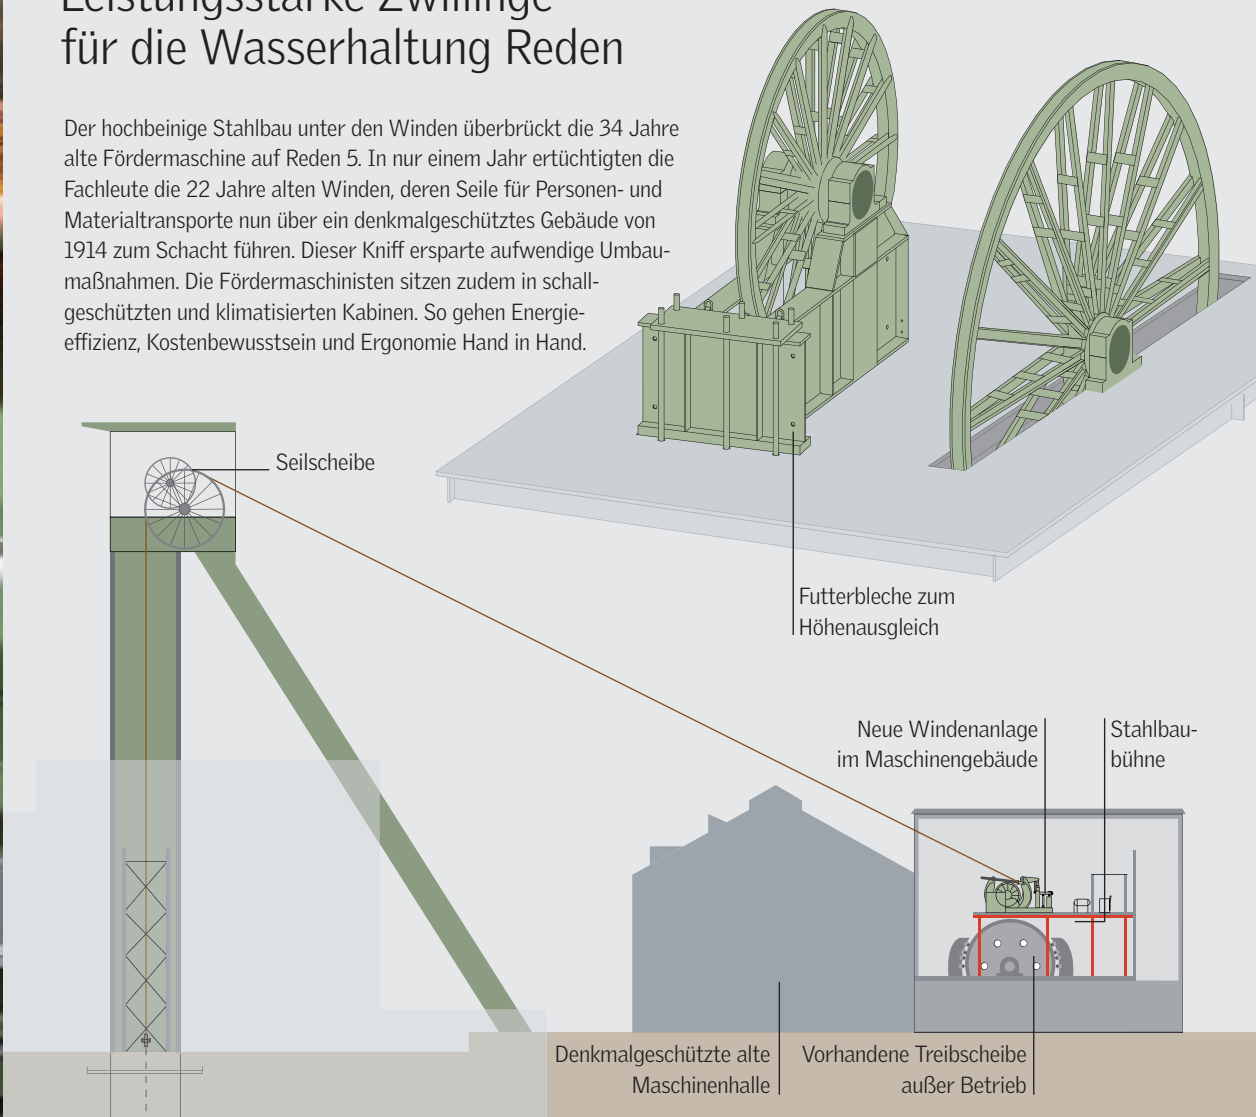 Leistungsstarke Zwillinge
für die Wasserhaltung Reden
Der hochbeinige Stahlbau unter den Winden überbrückt die 34 Jahre
alte Fördermaschine auf Reden 5. In nur einem Jahr ertüchtigten die
Fachleute die 22 Jahre alten Winden, deren Seile für Personen- und
Materialtransporte nun über ein denkmalgeschütztes Gebäude von
1914 zum Schacht führen. Dieser Kniff ersparte aufwendige Umbau-
maßnahmen. Die Fördermaschinisten sitzen zudem in schall-
geschützten und klimatisierten Kabinen. So gehen Energie-
effizienz, Kostenbewusstsein und Ergonomie Hand in Hand.
Seilscheibe
Futterbleche zum
Höhenausgleich
Neue Windenanlage
im Maschinengebäude
Stahlbau-
bühne
Denkmalgeschützte alte
Maschinenhalle
Vorhandene Treibscheibe
außer Betrieb